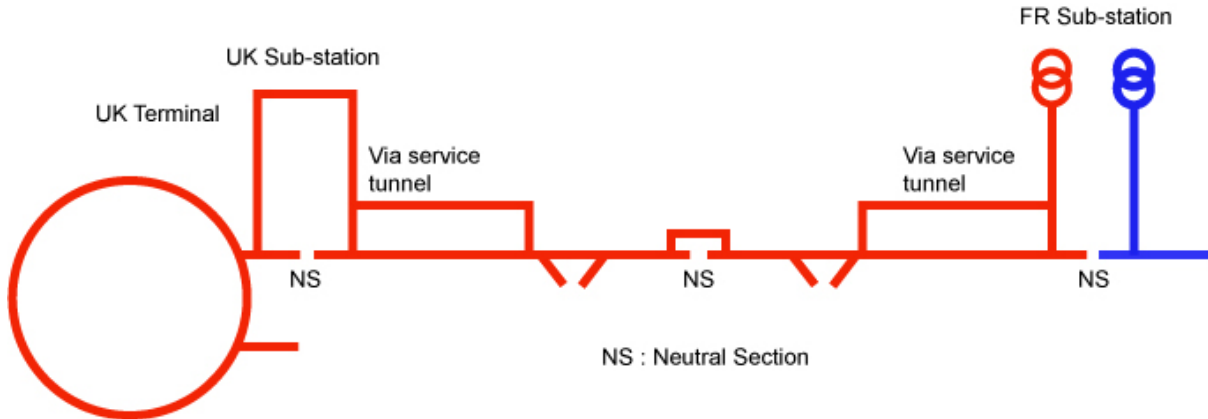 FR Sub-station
UK Sub-station
UK Terminal
Via service
tunnel
Via service
tunnel
NS
NS
NS
NS : Neutral Section